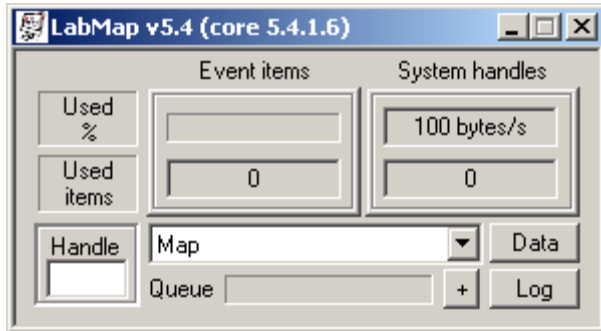 LabMap v5.4 (core 5.4.1.6)
Event items System handles
Used
%
100 bytes/s
Used
items
0 0
Handle
Map
Data
Queue
+
Log